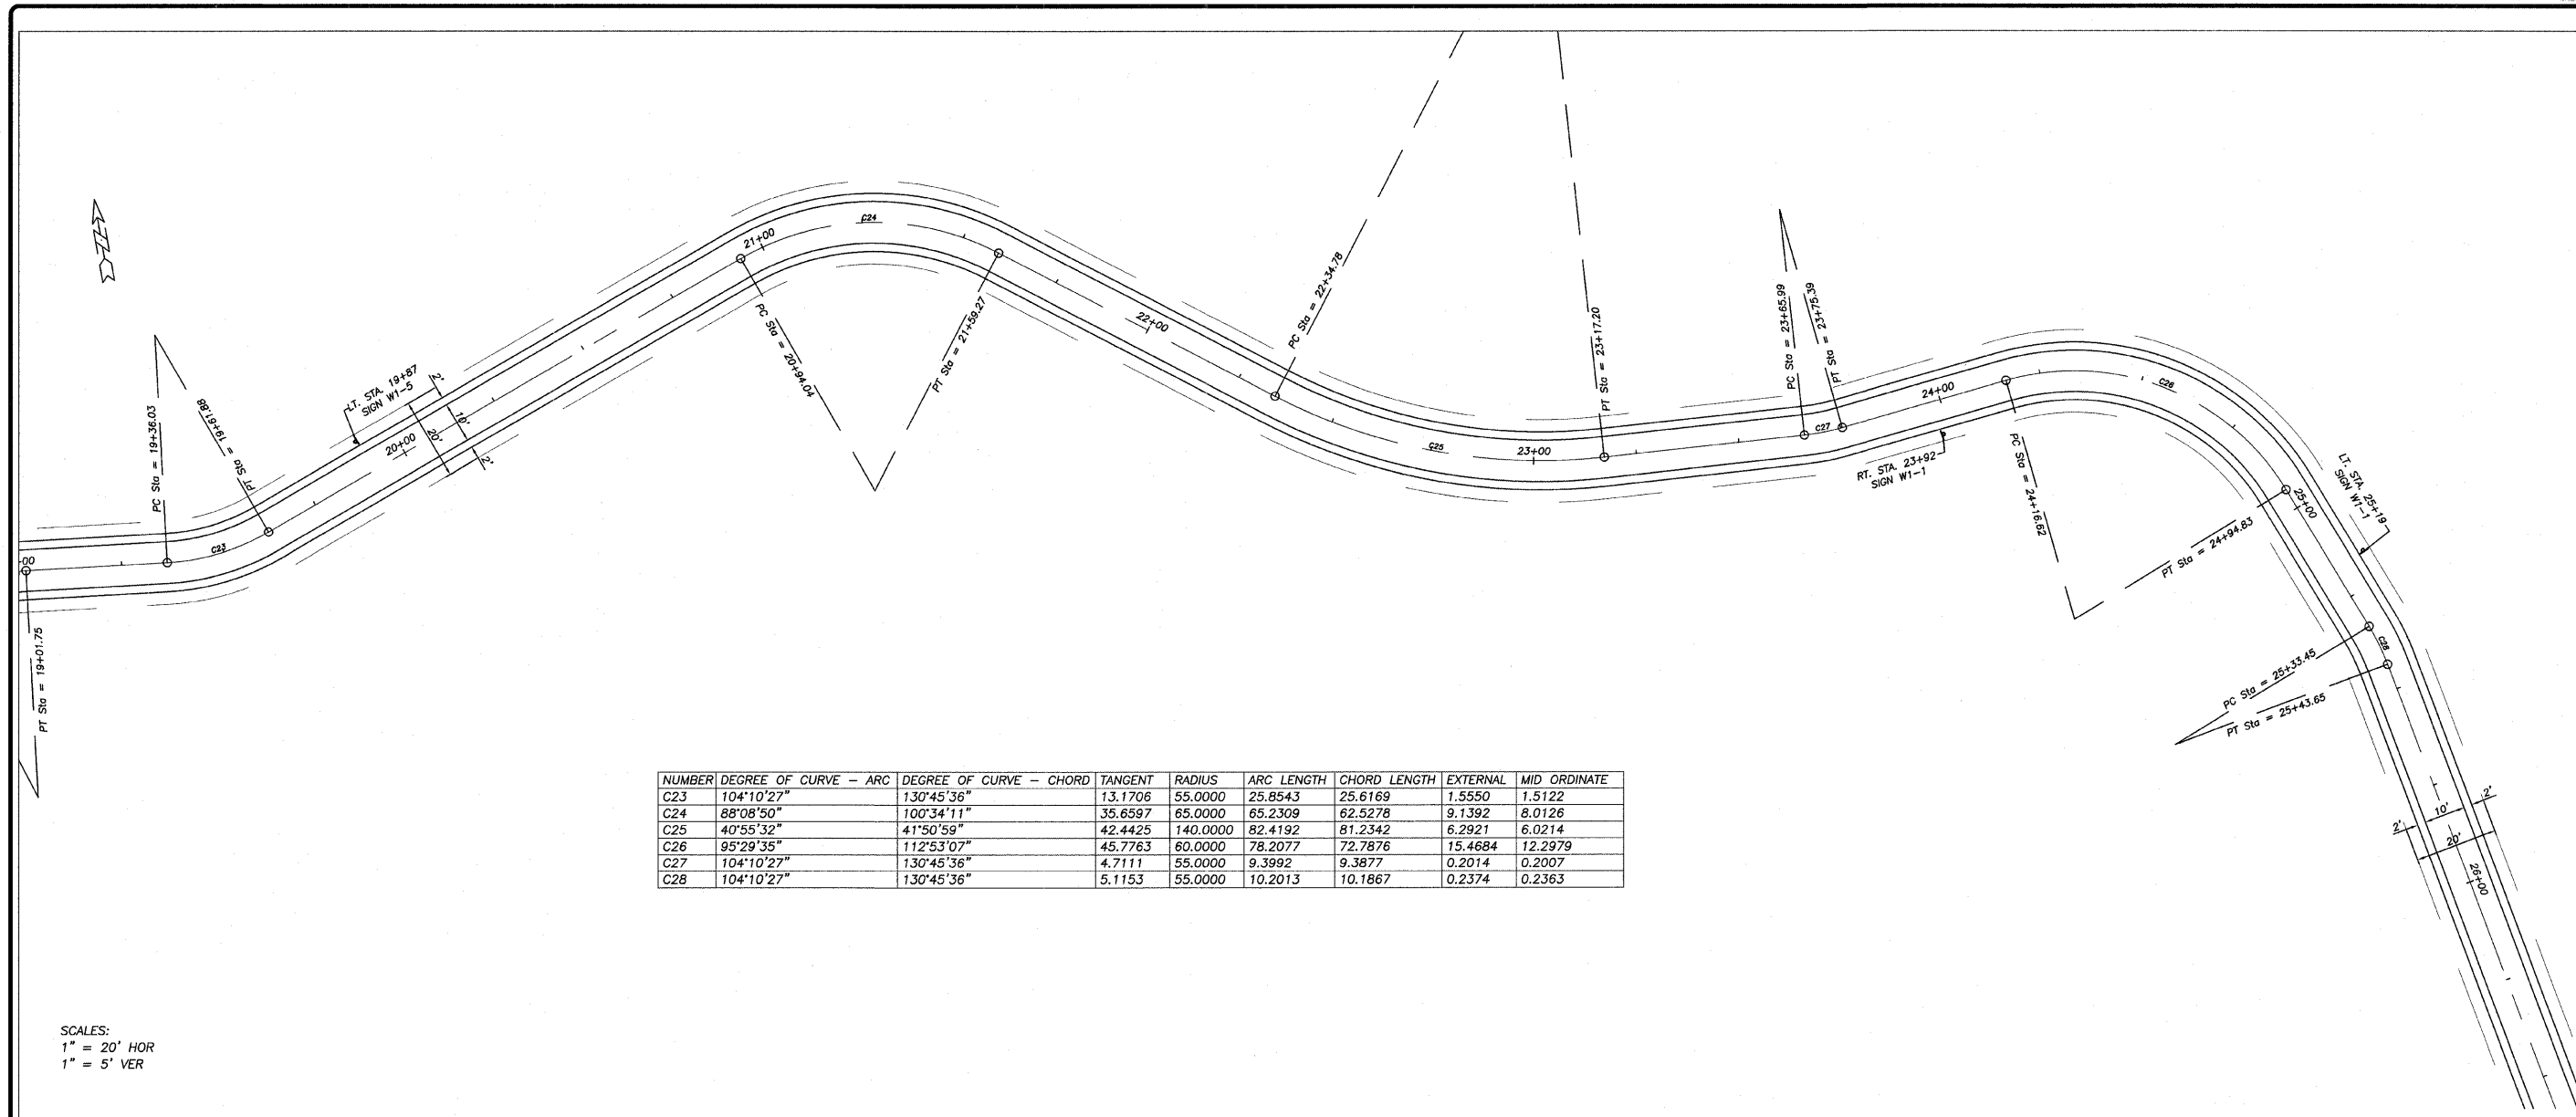 C24
21+00
PC Sta = 20+94.04
PT Sta = 21+59.27
22+00
PC Sta = 22+34.78
PT Sta = 23+17.20
PC Sta = 23+65.99
PT Sta = 23+75.39
PC Sta = 19+36.03
PT Sta = 19+61.88
LT. STA. 19+87
SIGN W1-5
2'
10'
20'
2'
20+00
C23
+00
PT Sta = 19+01.75
C25
23+00
C27
24+00
RT. STA. 23+92
SIGN W1-1
PC Sta = 24+16.62
C26
25+00
LT. STA. 25+19
SIGN W1-1
PT Sta = 24+94.83
C28
PC Sta = 25+33.45
PT Sta = 25+43.65
2'
10'
2'
20'
26+00
NUMBER DEGREE OF CURVE - ARC DEGREE OF CURVE - CHORD TANGENT RADIUS ARC LENGTH CHORD LENGTH EXTERNAL MID ORDINATE
C23 104°10'27" 130°45'36" 13.1706 55.0000 25.8543 25.6169 1.5550 1.5122
C24 88°08'50" 100°34'11" 35.6597 65.0000 65.2309 62.5278 9.1392 8.0126
C25 40°55'32" 41°50'59" 42.4425 140.0000 82.4192 81.2342 6.2921 6.0214
C26 95°29'35" 112°53'07" 45.7763 60.0000 78.2077 72.7876 15.4684 12.2979
C27 104°10'27" 130°45'36" 4.7111 55.0000 9.3992 9.3877 0.2014 0.2007
C28 104°10'27" 130°45'36" 5.1153 55.0000 10.2013 10.1867 0.2374 0.2363
SCALES:
1" = 20' HOR
1" = 5' VER